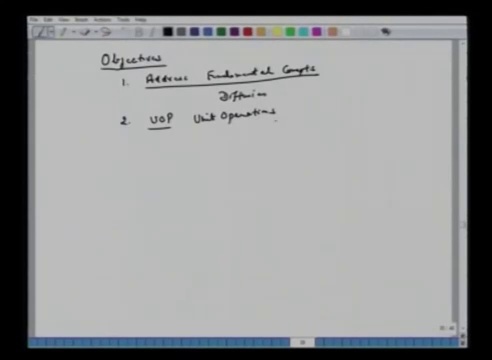 File Edit View Insert Actions Tools Help
Objectives
1. Address Fundamental Concepts
Diffusion
2. UOP Unit Operations